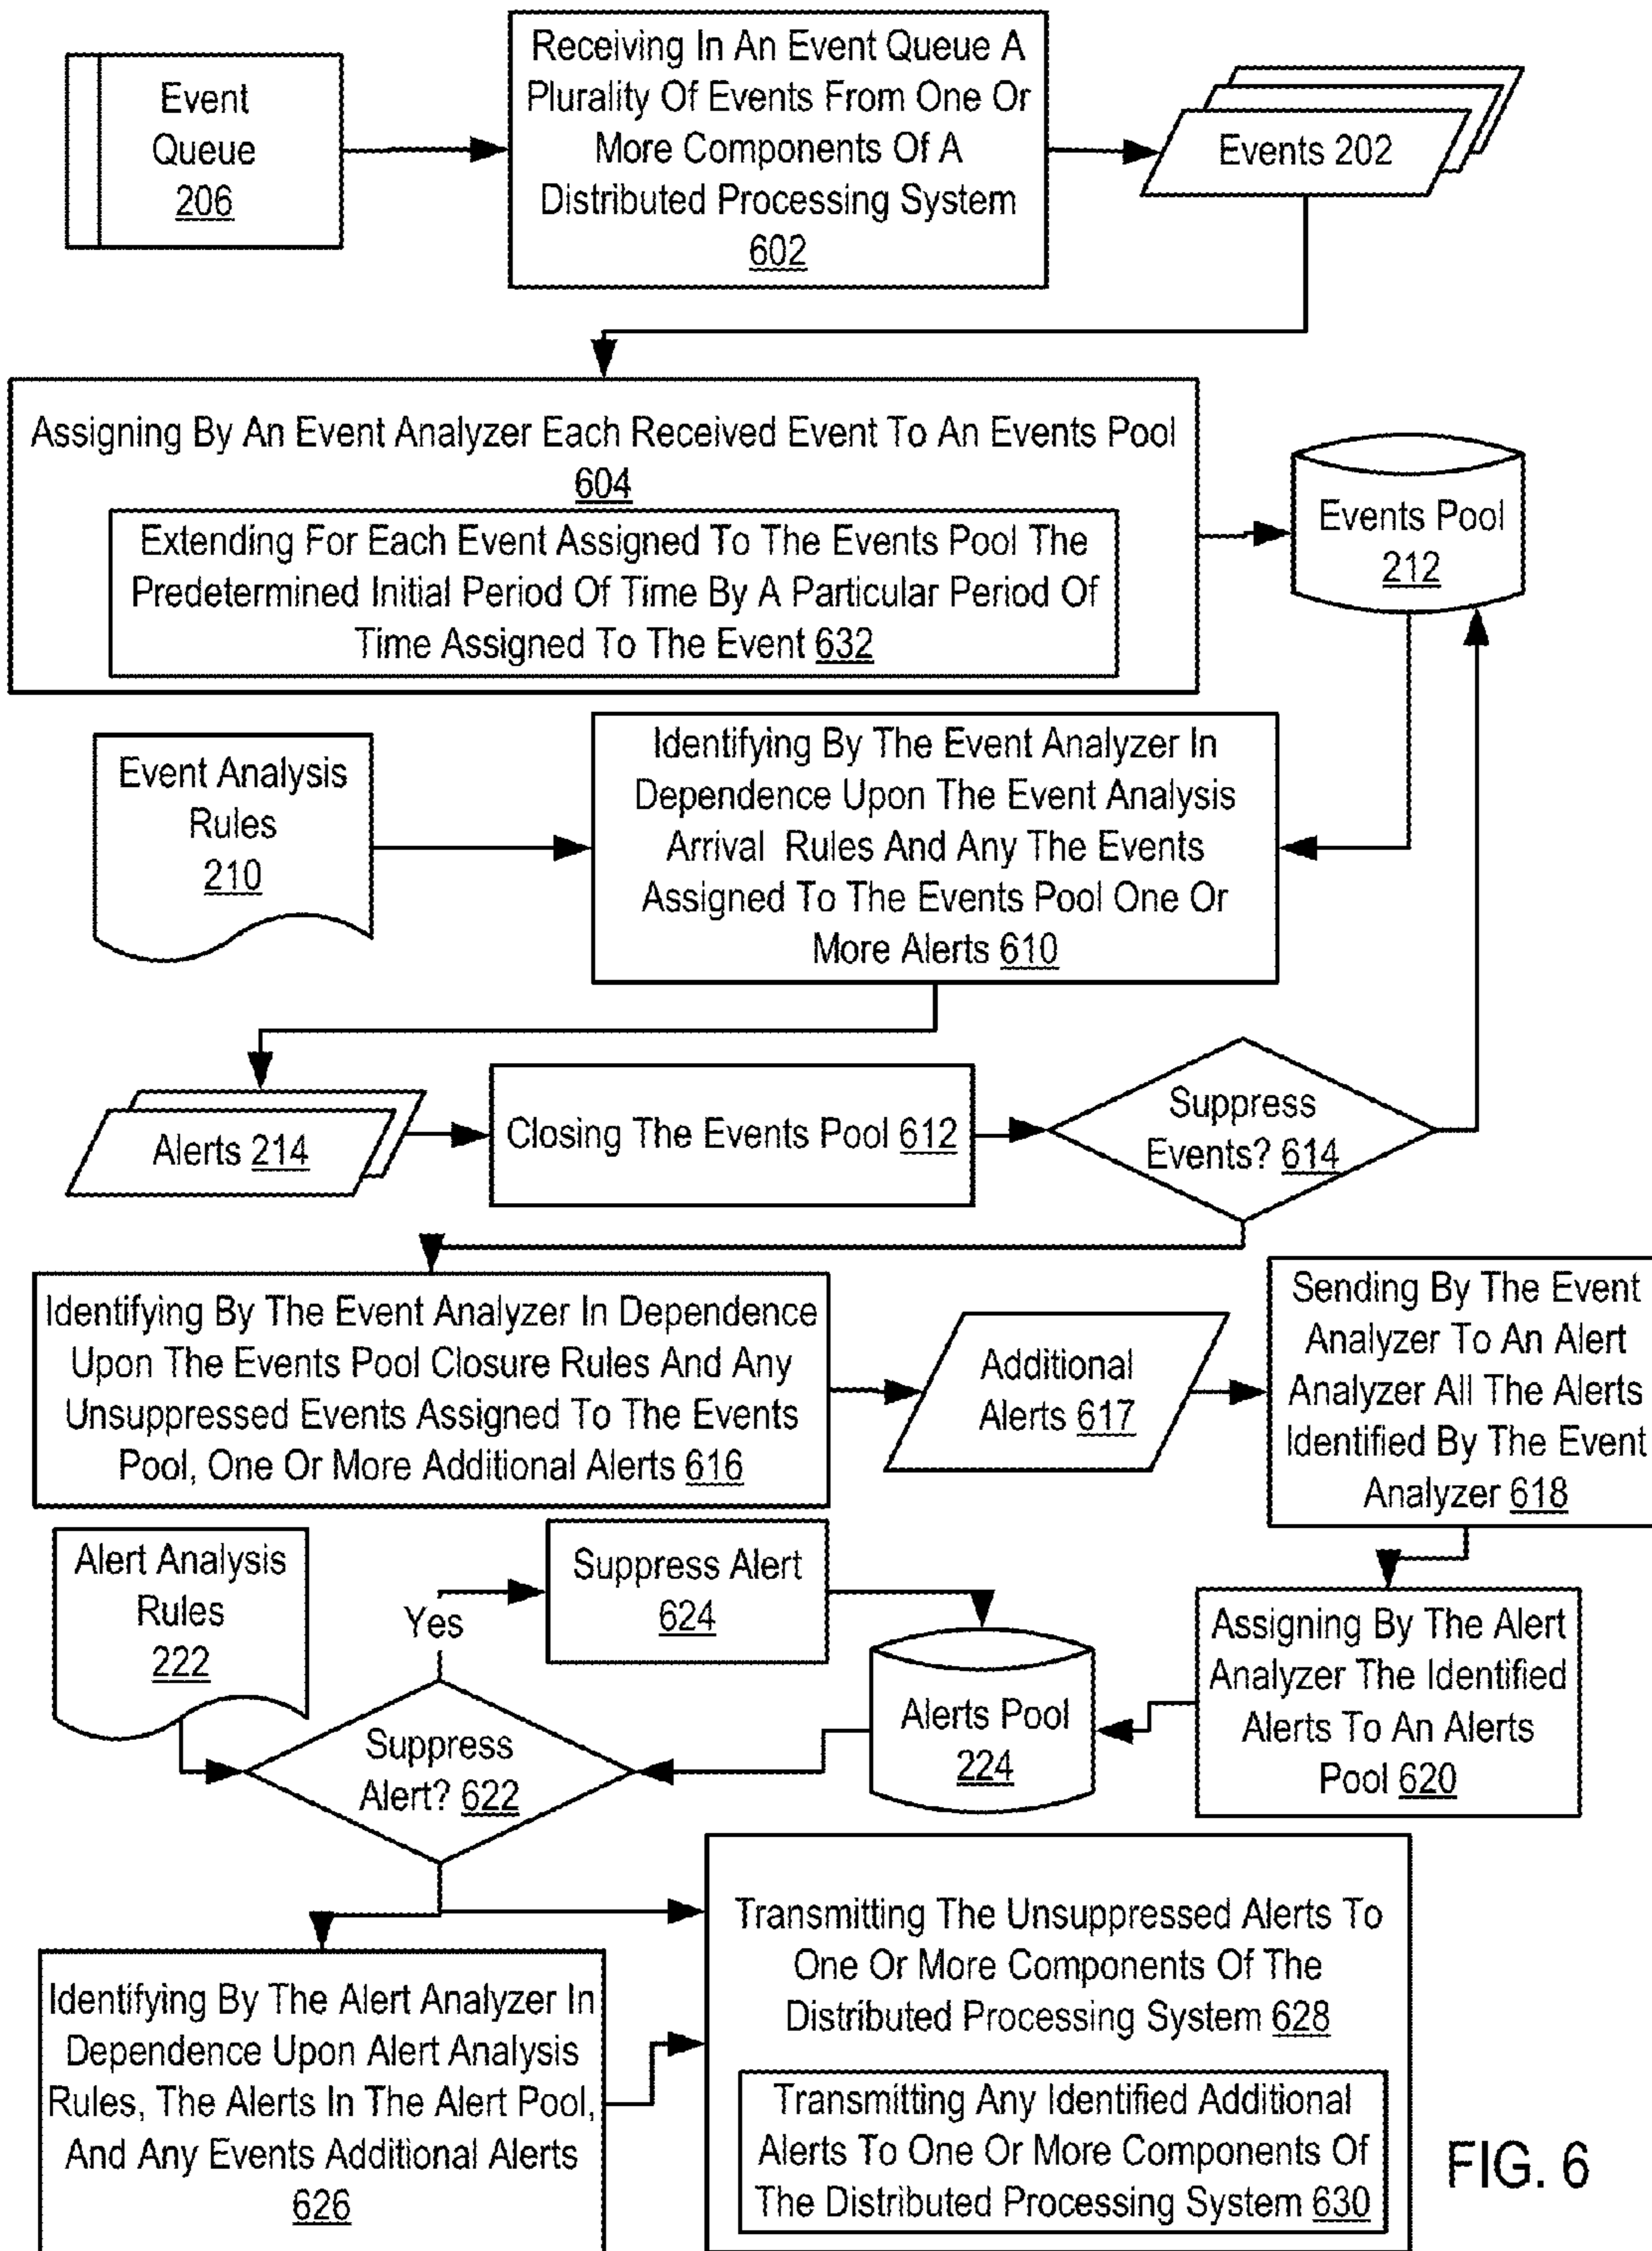 Event
Queue
206
Receiving In An Event Queue A
Plurality Of Events From One Or
More Components Of A
Distributed Processing System
602
Events 202
Assigning By An Event Analyzer Each Received Event To An Events Pool
604
Extending For Each Event Assigned To The Events Pool The
Predetermined Initial Period Of Time By A Particular Period Of
Time Assigned To The Event 632
Events Pool
212
Event Analysis
Rules
210
Identifying By The Event Analyzer In
Dependence Upon The Event Analysis
Arrival Rules And Any The Events
Assigned To The Events Pool One Or
More Alerts 610
Alerts 214
Closing The Events Pool 612
Suppress
Events? 614
Identifying By The Event Analyzer In Dependence
Upon The Events Pool Closure Rules And Any
Unsuppressed Events Assigned To The Events
Pool, One Or More Additional Alerts 616
Additional
Alerts 617
Sending By The Event
Analyzer To An Alert
Analyzer All The Alerts
Identified By The Event
Analyzer 618
Alert Analysis
Rules
222
Yes
Suppress Alert
624
Alerts Pool
224
Assigning By The Alert
Analyzer The Identified
Alerts To An Alerts
Pool 620
Suppress
Alert? 622
Identifying By The Alert Analyzer In
Dependence Upon Alert Analysis
Rules, The Alerts In The Alert Pool,
And Any Events Additional Alerts
626
Transmitting The Unsuppressed Alerts To
One Or More Components Of The
Distributed Processing System 628
Transmitting Any Identified Additional
Alerts To One Or More Components Of
The Distributed Processing System 630
FIG. 6